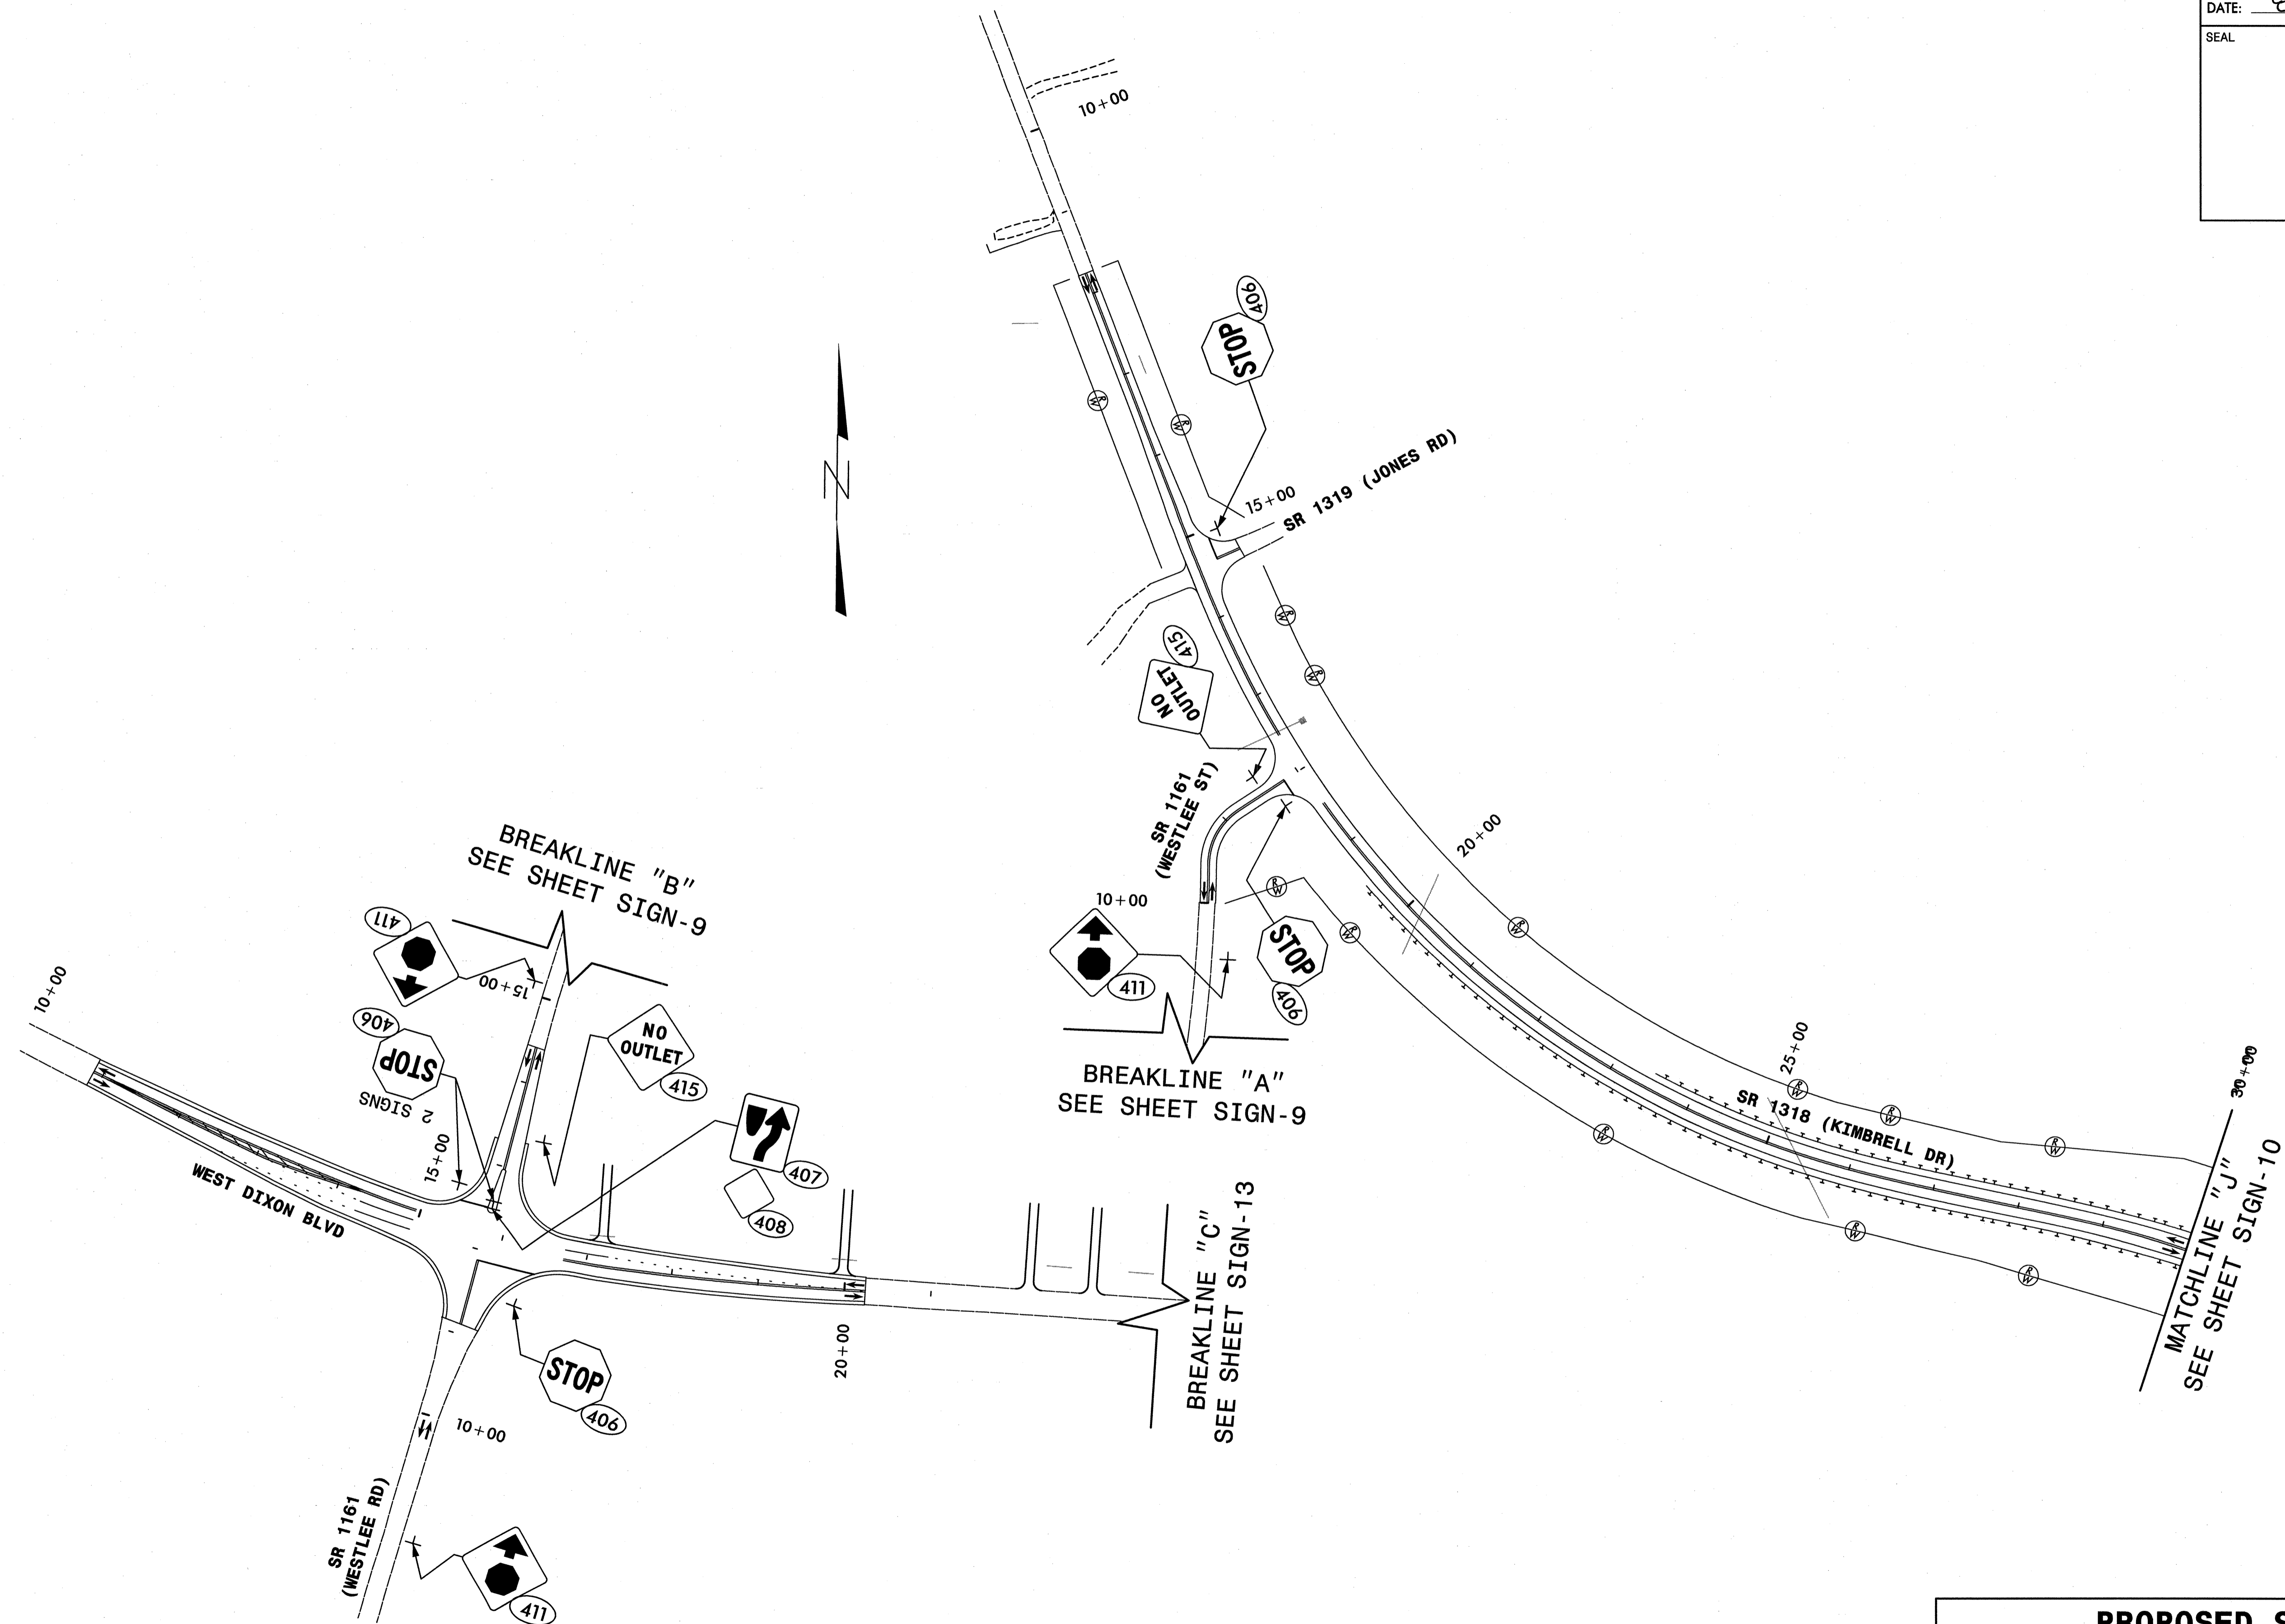 DATE:
SEAL
10+00
406
STOP
15+00
SR 1319 (JONES RD)
R/W
R/W
N
R/W
R/W
415
NO
OUTLET
SR 1161
(WESTLEE ST)
20+00
BREAKLINE "B"
SEE SHEET SIGN-9
R/W
10+00
R/W
R/W
411
15+00
STOP
411
406
10+00
406
STOP
2 SIGNS
NO
OUTLET
415
BREAKLINE "A"
SEE SHEET SIGN-9
25+00
30+00
R/W
R/W
R/W
R/W
SR 1318 (KIMBRELL DR)
15+00
407
408
WEST DIXON BLVD
BREAKLINE "C"
SEE SHEET SIGN-13
R/W
R/W
MATCHLINE "J"
SEE SHEET SIGN-10
20+00
STOP
406
10+00
SR 1161
(WESTLEE RD)
411
PROPOSED S